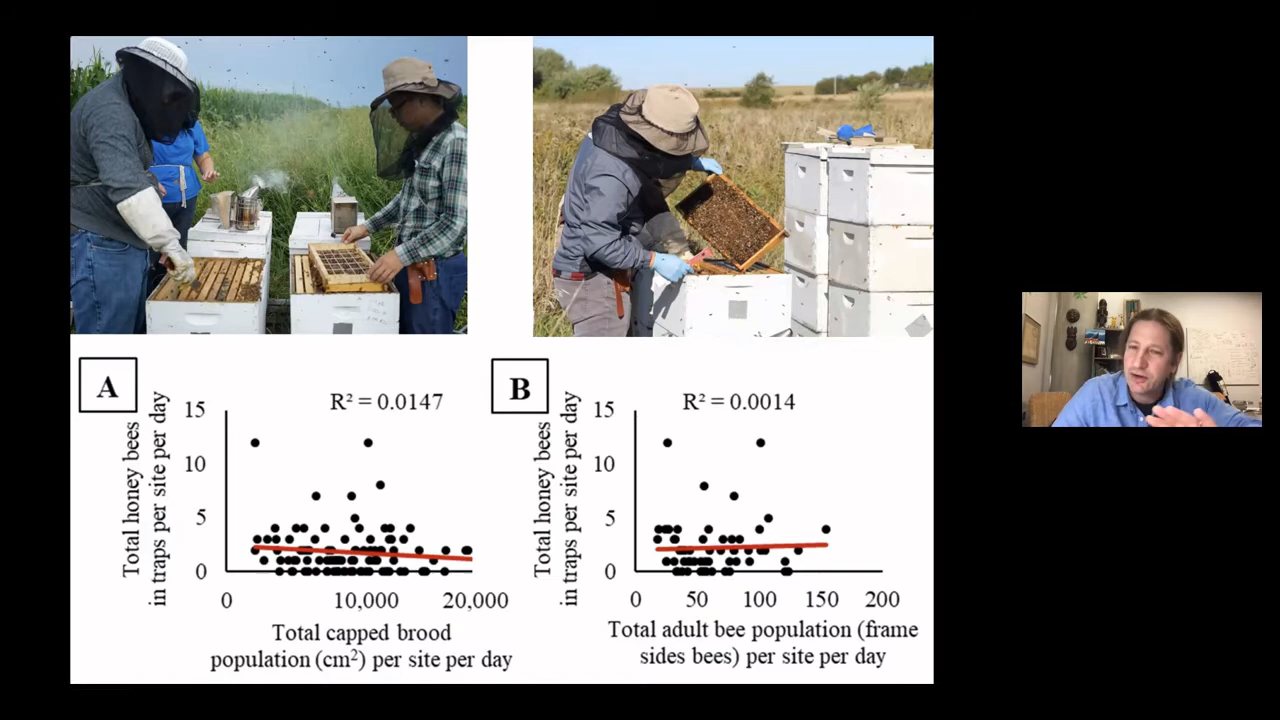 A
R² = 0.0147
Total honey bees
in traps per site per day
15
10
5
0
0
10,000
20,000
Total capped brood
population (cm²) per site per day
B
R² = 0.0014
Total honey bees
in traps per site per day
15
10
5
0
0
50
100
150
200
Total adult bee population (frame
sides bees) per site per day